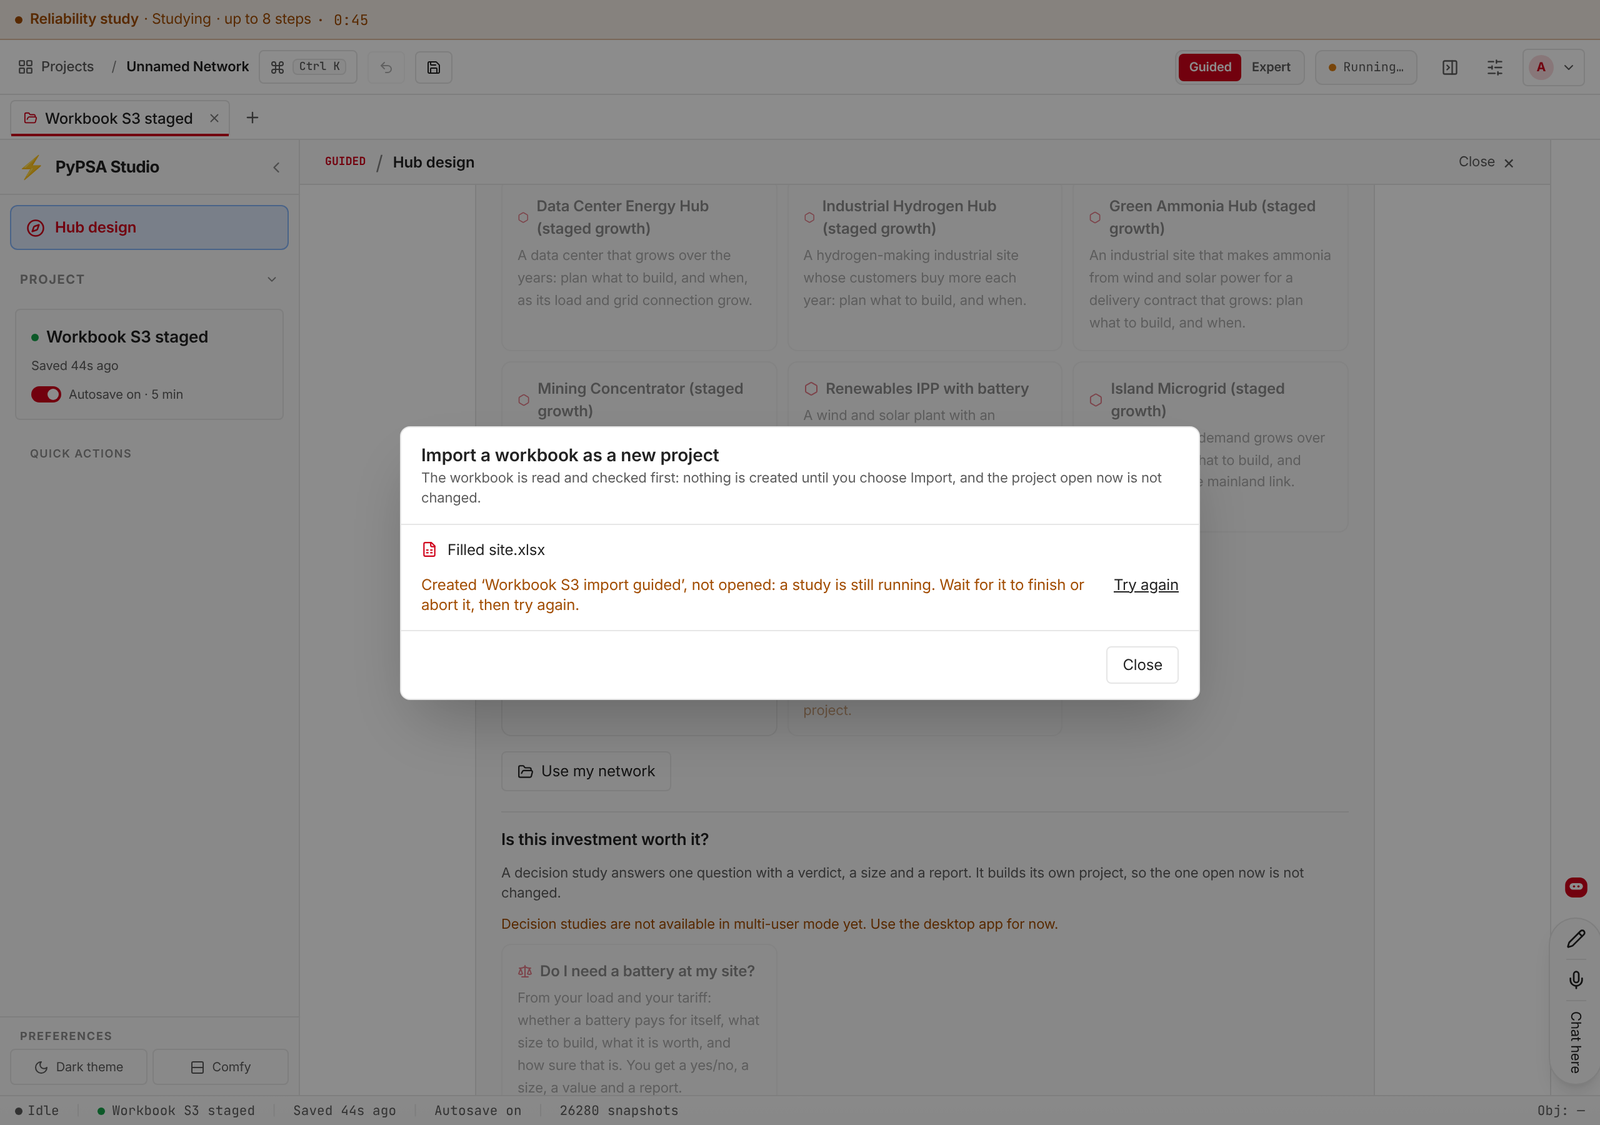 Reliability study · Studying · up to 8 steps · 0:45
Projects / Unnamed Network Ctrl K
Guided Expert Running… A
Workbook S3 staged
PyPSA Studio
GUIDED / Hub design Close
Hub design
PROJECT
Workbook S3 staged
Saved 44s ago
Autosave on · 5 min
QUICK ACTIONS
Data Center Energy Hub
(staged growth)
A data center that grows over the
years: plan what to build, and when,
as its load and grid connection grow.
Industrial Hydrogen Hub
(staged growth)
A hydrogen-making industrial site
whose customers buy more each
year: plan what to build, and when.
Green Ammonia Hub (staged
growth)
An industrial site that makes ammonia
from wind and solar power for a
delivery contract that grows: plan
what to build, and when.
Mining Concentrator (staged
growth)
Renewables IPP with battery
A wind and solar plant with an
Island Microgrid (staged
growth)
demand grows over
hat to build, and
mainland link.
Import a workbook as a new project
The workbook is read and checked first: nothing is created until you choose Import, and the project open now is not
changed.
Filled site.xlsx
Created ‘Workbook S3 import guided’, not opened: a study is still running. Wait for it to finish or
abort it, then try again.
Try again
Close
project.
Use my network
Is this investment worth it?
A decision study answers one question with a verdict, a size and a report. It builds its own project, so the one open now is not
changed.
Decision studies are not available in multi-user mode yet. Use the desktop app for now.
Do I need a battery at my site?
From your load and your tariff:
whether a battery pays for itself, what
size to build, what it is worth, and
how sure that is. You get a yes/no, a
size, a value and a report.
Chat here
PREFERENCES
Dark theme
Comfy
Idle Workbook S3 staged Saved 44s ago Autosave on 26280 snapshots Obj: —